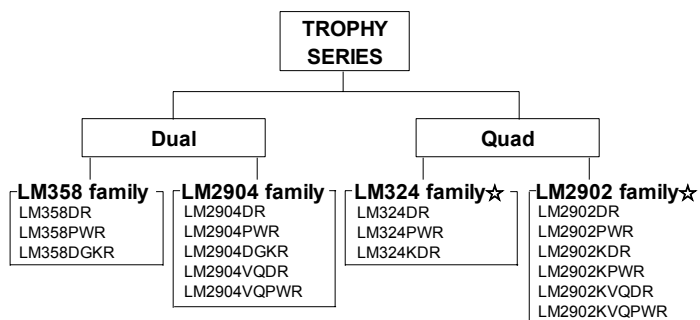 TROPHY
SERIES
Dual
Quad
LM358 family
LM358DR
LM358PWR
LM358DGKR
LM2904 family
LM2904DR
LM2904PWR
LM2904DGKR
LM2904VQDR
LM2904VQPWR
LM324 family☆
LM324DR
LM324PWR
LM324KDR
LM2902 family☆
LM2902DR
LM2902PWR
LM2902KDR
LM2902KPWR
LM2902KVQDR
LM2902KVQPWR